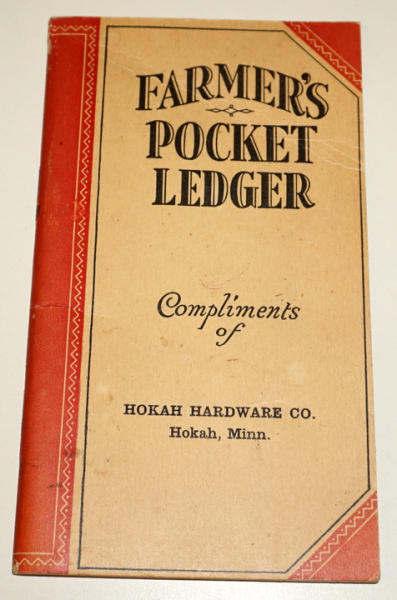 FARMER'S
POCKET
LEDGER
Compliments
of
HOKAH HARDWARE CO.
Hokah, Minn.